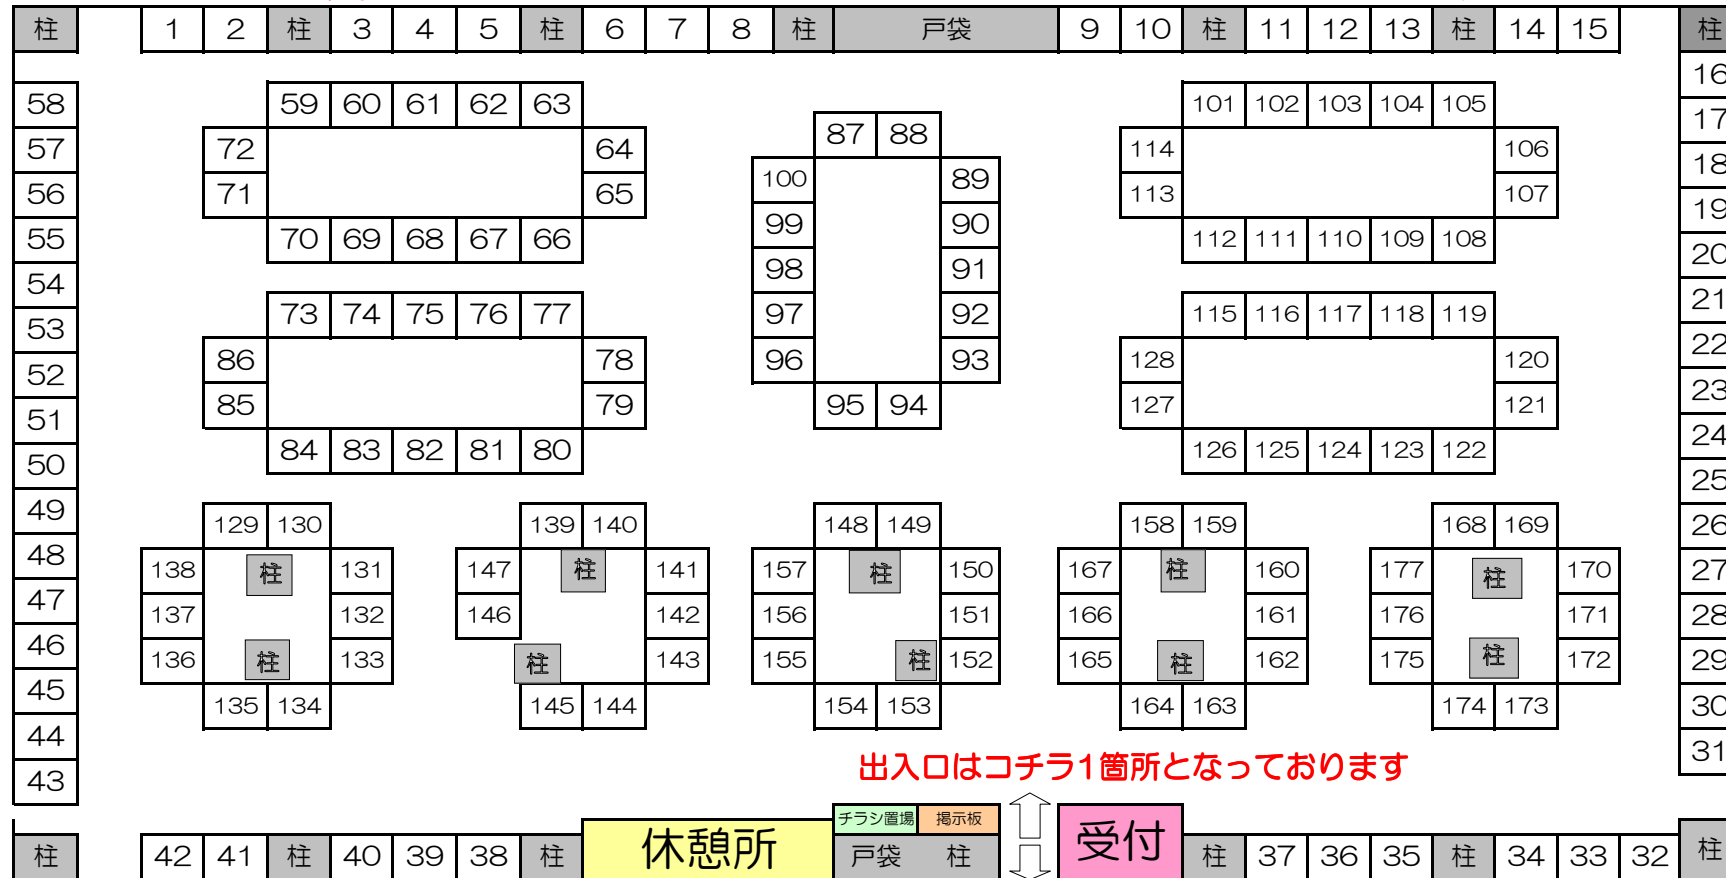 柱 1 2 柱 3 4 5 柱 6 7 8 柱 戸袋 9 10 柱 11 12 13 柱 14 15 柱
16
58 59 60 61 62 63 101 102 103 104 105
17
87 88
57 72 64 114 106
18
100 89
56 71 65 113 107
19
99 90
55 70 69 68 67 66 112 111 110 109 108
20
98 91
54
21
53 73 74 75 76 77 97 92 115 116 117 118 119
22
52 86 78 96 93 128 120
23
51 85 79 95 94 127 121
24
50 84 83 82 81 80 126 125 124 123 122
25
49 129 130 139 140 148 149 158 159 168 169 26
48 138 柱 131 147 柱 141 157 柱 150 167 柱 160 177 柱 170 27
47 137 132 146 142 156 151 166 161 176 171 28
46 136 柱 133 柱 143 155 柱 152 165 柱 162 175 柱 172 29
45 135 134 145 144 154 153 164 163 174 173 30
44
31
出入口はコチラ1箇所となっております
43
チラシ置場 掲示板
柱 42 41 柱 40 39 38 柱 休憩所 戸袋 柱 受付 柱 37 36 35 柱 34 33 32 柱